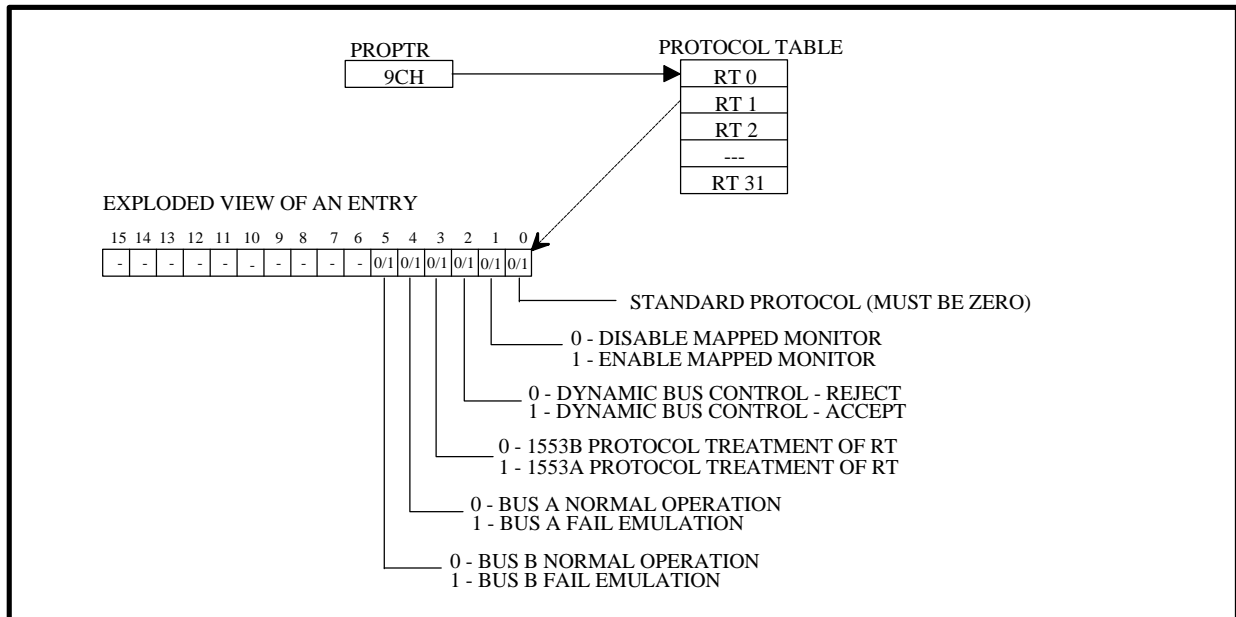 PROPTR
9CH
PROTOCOL TABLE
RT 0
RT 1
RT 2
---
RT 31
EXPLODED VIEW OF AN ENTRY
15 14 13 12 11 10 9 8 7 6 5 4 3 2 1 0
- - - - - - - - - - 0/1 0/1 0/1 0/1 0/1 0/1
STANDARD PROTOCOL (MUST BE ZERO)
0 - DISABLE MAPPED MONITOR
1 - ENABLE MAPPED MONITOR
0 - DYNAMIC BUS CONTROL - REJECT
1 - DYNAMIC BUS CONTROL - ACCEPT
0 - 1553B PROTOCOL TREATMENT OF RT
1 - 1553A PROTOCOL TREATMENT OF RT
0 - BUS A NORMAL OPERATION
1 - BUS A FAIL EMULATION
0 - BUS B NORMAL OPERATION
1 - BUS B FAIL EMULATION